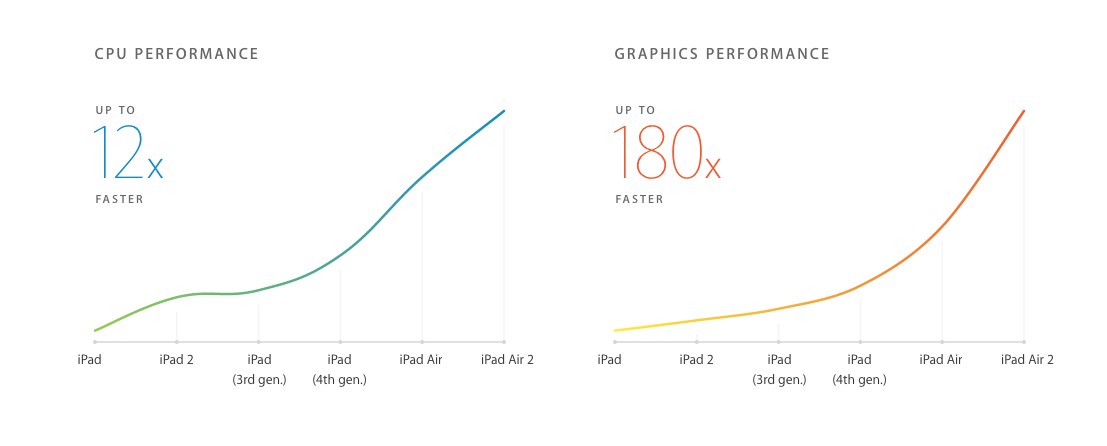 CPU PERFORMANCE
UP TO
12x
FASTER
iPad
iPad 2
iPad
(3rd gen.)
iPad
(4th gen.)
iPad Air
iPad Air 2
GRAPHICS PERFORMANCE
UP TO
180x
FASTER
iPad
iPad 2
iPad
(3rd gen.)
iPad
(4th gen.)
iPad Air
iPad Air 2